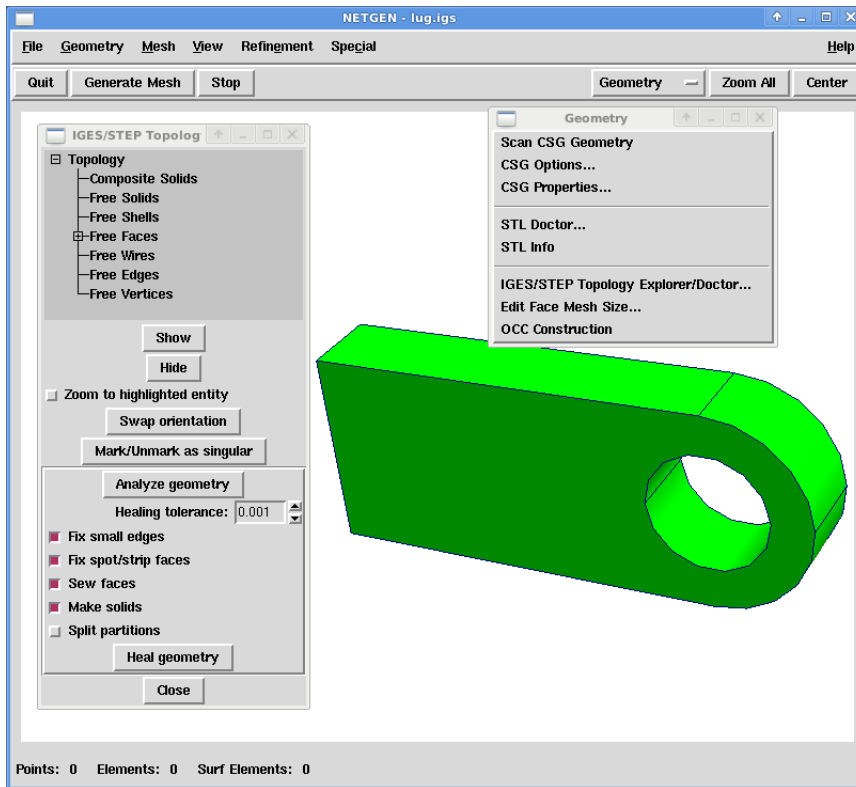 NETGEN - lug.igs
File Geometry Mesh View Refinement Special Help
Quit Generate Mesh Stop Geometry Zoom All Center
IGES/STEP Topolog
Topology
Composite Solids
Free Solids
Free Shells
Free Faces
Free Wires
Free Edges
Free Vertices
Show
Hide
Zoom to highlighted entity
Swap orientation
Mark/Unmark as singular
Analyze geometry
Healing tolerance: 0.001
Fix small edges
Fix spot/strip faces
Sew faces
Make solids
Split partitions
Heal geometry
Close
Geometry
Scan CSG Geometry
CSG Options...
CSG Properties...
STL Doctor...
STL Info
IGES/STEP Topology Explorer/Doctor...
Edit Face Mesh Size...
OCC Construction
Points: 0 Elements: 0 Surf Elements: 0